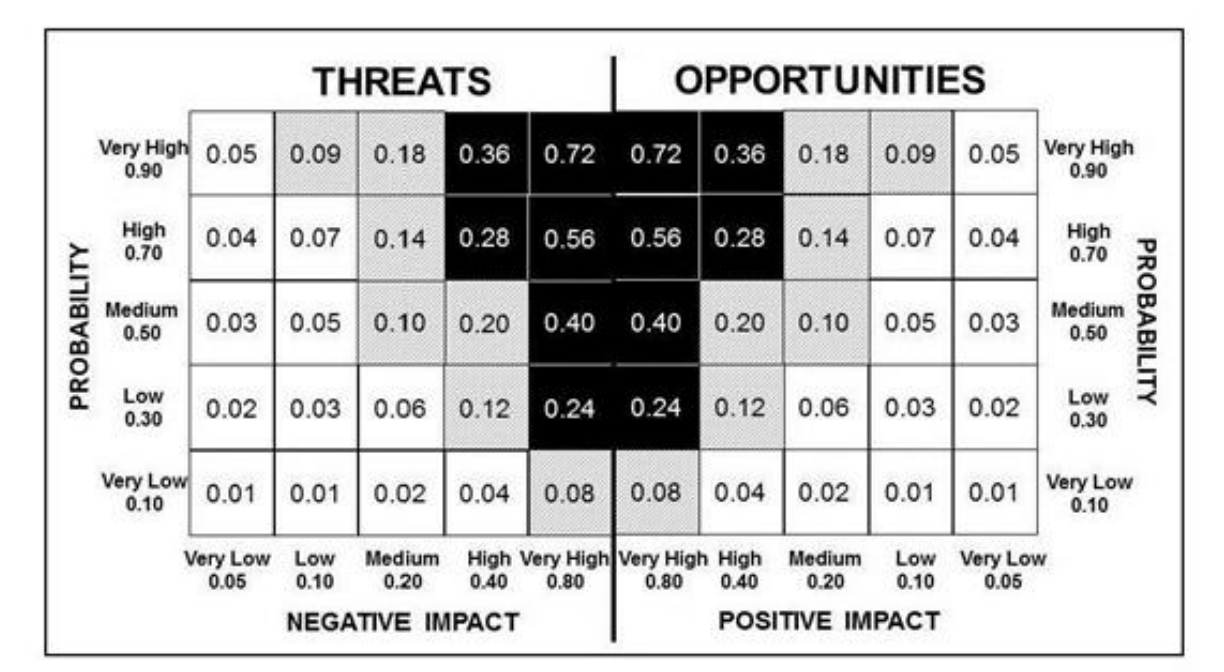 THREATS OPPORTUNITIES
Very High 0.05 0.09 0.18 0.36 0.72 0.72 0.36 0.18 0.09 0.05 Very High
0.90 0.90
High 0.04 0.07 0.14 0.28 0.56 0.56 0.28 0.14 0.07 0.04 High
0.70 0.70
Medium 0.03 0.05 0.10 0.20 0.40 0.40 0.20 0.10 0.05 0.03 Medium
0.50 0.50
Low 0.02 0.03 0.06 0.12 0.24 0.24 0.12 0.06 0.03 0.02 Low
0.30 0.30
Very Low 0.01 0.01 0.02 0.04 0.08 0.08 0.04 0.02 0.01 0.01 Very Low
0.10 0.10
PROBABILITY
PROBABILITY
Very Low Low Medium High Very High Very High High Medium Low Very Low
0.05 0.10 0.20 0.40 0.80 0.80 0.40 0.20 0.10 0.05
NEGATIVE IMPACT POSITIVE IMPACT